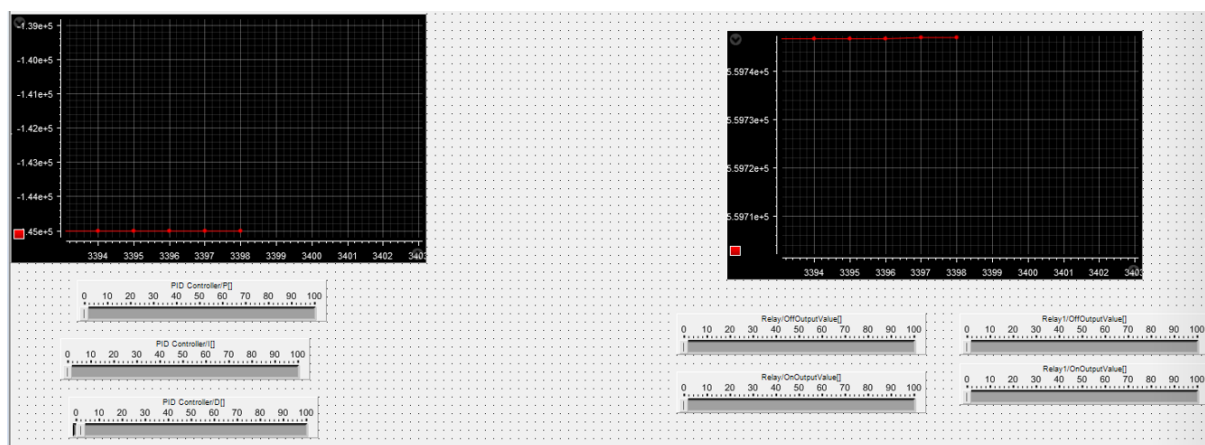 -1.39e+5
-1.40e+5
-1.41e+5
-1.42e+5
-1.43e+5
-1.44e+5
.45e+5
3394 3395 3396 3397 3398 3399 3400 3401 3402 3403
PID Controller/P[]
0 10 20 30 40 50 60 70 80 90 100
PID Controller/I[]
0 10 20 30 40 50 60 70 80 90 100
PID Controller/D[]
0 10 20 30 40 50 60 70 80 90 100
5.5974e+5
5.5973e+5
5.5972e+5
5.5971e+5
3394 3395 3396 3397 3398 3399 3400 3401 3402 3403
Relay/OffOutputValue[]
0 10 20 30 40 50 60 70 80 90 100
Relay1/OffOutputValue[]
0 10 20 30 40 50 60 70 80 90 100
Relay/OnOutputValue[]
0 10 20 30 40 50 60 70 80 90 100
Relay1/OnOutputValue[]
0 10 20 30 40 50 60 70 80 90 100